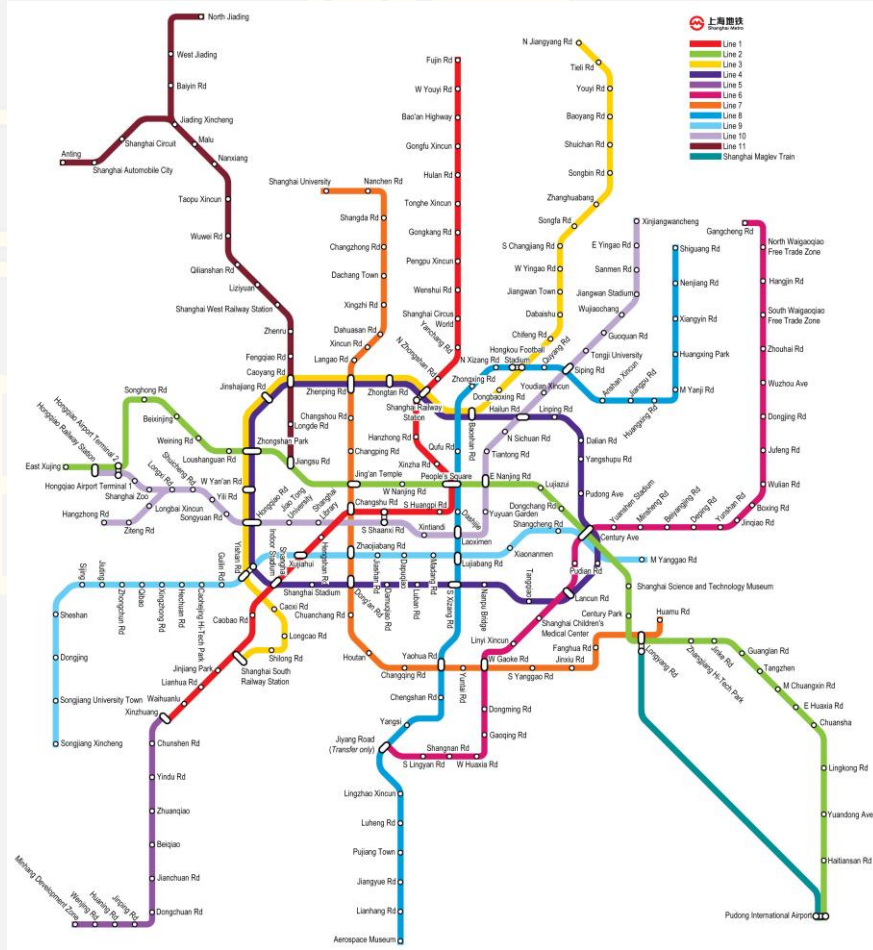 上海地铁
Shanghai Metro
Line 1
Line 2
Line 3
Line 4
Line 5
Line 6
Line 7
Line 8
Line 9
Line 10
Line 11
Shanghai Maglev Train
North Jiading
West Jiading
Baiyin Rd
Jiading Xincheng
Shanghai Circuit
Malu
Anting
Shanghai Automobile City
Nanxiang
Taopu Xincun
Wuwei Rd
Qilianshan Rd
Liziyuan
Shanghai West Railway Station
Zhenru
Fengqiao Rd
Caoyang Rd
Jinshajiang Rd
Longde Rd
Jiangsu Rd
Shanghai University
Nanchen Rd
Shangda Rd
Changzhong Rd
Dachang Town
Xingzhi Rd
Dahuasan Rd
Xincun Rd
Langao Rd
Zhenping Rd
Changshou Rd
Changping Rd
Jing'an Temple
Changshu Rd
Zhaojiabang Rd
Dong'an Rd
Chuanchang Rd
Houtan
Changqing Rd
Yaohua Rd
Yuntai Rd
W Gaoke Rd
S Yanggao Rd
Jinxiu Rd
Fanghua Rd
Longyang Rd
Huamu Rd
Fujin Rd
W Youyi Rd
Bao'an Highway
Gongfu Xincun
Hulan Rd
Tonghe Xincun
Gongkang Rd
Pengpu Xincun
Wenshui Rd
Shanghai Circus
World
Yanchang Rd
N Zhongshan Rd
Shanghai Railway
Station
Hanzhong Rd
Xinzha Rd
People's Square
S Huangpi Rd
S Shaanxi Rd
Hengshan Rd
Xujiahui
Shanghai
Indoor Stadium
Caobao Rd
Shanghai South
Railway Station
Jinjiang Park
Lianhua Rd
Waihuanlu
Xinzhuang
N Jiangyang Rd
Tieli Rd
Youyi Rd
Baoyang Rd
Shuichan Rd
Songbin Rd
Zhanghuabang
Songfa Rd
S Changjiang Rd
W Yingao Rd
Jiangwan Town
Dabaishu
Chifeng Rd
Hongkou Football
Stadium
Dongbaoxing Rd
Baoshan Rd
Zhongtan Rd
Caoxi Rd
Longcao Rd
Shilong Rd
Xinjiangwancheng
E Yingao Rd
Sanmen Rd
Jiangwan Stadium
Wujiaochang
Guoquan Rd
Tongji University
Siping Rd
Youdian Xincun
Hailun Rd
N Sichuan Rd
Tiantong Rd
E Nanjing Rd
Yuyuan Garden
Laoximen
Xintiandi
Shanghai
Library
Jiao Tong
University
Hongqiao Rd
Songyuan Rd
Yili Rd
Shuicheng Rd
Longxi Rd
Longbai Xincun
Ziteng Rd
Hangzhong Rd
Shanghai Zoo
Hongqiao Airport Terminal 1
Hongqiao Airport Terminal 2
Hongqiao Railway Station
East Xujing
Songhong Rd
Beixinjing
Weining Rd
Loushanguan Rd
Zhongshan Park
W Nanjing Rd
Lujiazui
Dongchang Rd
Century Ave
Shanghai Science and Technology Museum
Century Park
Zhangjiang Hi-Tech Park
Jinke Rd
Guanglan Rd
Tangzhen
M Chuangxin Rd
E Huaxia Rd
Chuansha
Lingkong Rd
Yuandong Ave
Haitiansan Rd
Pudong International Airport
Shiguang Rd
Nenjiang Rd
Xiangyin Rd
Huangxing Park
M Yanji Rd
Huangxing Rd
Jiangpu Rd
Anshan Xincun
Quyang Rd
N Xizang Rd
Zhongxing Rd
Qufu Rd
Dashijie
Lujiabang Rd
S Xizang Rd
Chengshan Rd
Yangsi
Jiyang Road
(Transfer only)
Lingzhao Xincun
Luheng Rd
Pujiang Town
Jiangyue Rd
Lianhang Rd
Aerospace Museum
Gangcheng Rd
North Waigaoqiao
Free Trade Zone
Hangjin Rd
South Waigaoqiao
Free Trade Zone
Zhouhai Rd
Wuzhou Ave
Dongjing Rd
Jufeng Rd
Wulian Rd
Boxing Rd
Jinqiao Rd
Yunshan Rd
Deping Rd
Beiyangjing Rd
Minsheng Rd
Yuanshen Stadium
Pudian Rd
Lancun Rd
Shanghai Children's
Medical Center
Linyi Xincun
Dongming Rd
Gaoqing Rd
W Huaxia Rd
Shangnan Rd
S Lingyan Rd
Linping Rd
Dalian Rd
Yangshupu Rd
Pudong Ave
Tangqiao
Nanpu Bridge
Luban Rd
Damuqiao Rd
Shanghai Stadium
W Yan'an Rd
Yishan Rd
Shangcheng Rd
M Yanggao Rd
Xiaonanmen
Madang Rd
Dapuqiao
Jiashan Rd
Guilin Rd
Caohejing Hi-Tech Park
Hechuan Rd
Xingzhong Rd
Qibao
Zhongchun Rd
Jiuting
Sijing
Sheshan
Dongjing
Songjiang University Town
Songjiang Xincheng
Chunshen Rd
Yindu Rd
Zhuanqiao
Beiqiao
Jianchuan Rd
Dongchuan Rd
Jinping Rd
Huaning Rd
Wenjing Rd
Minhang Development Zone